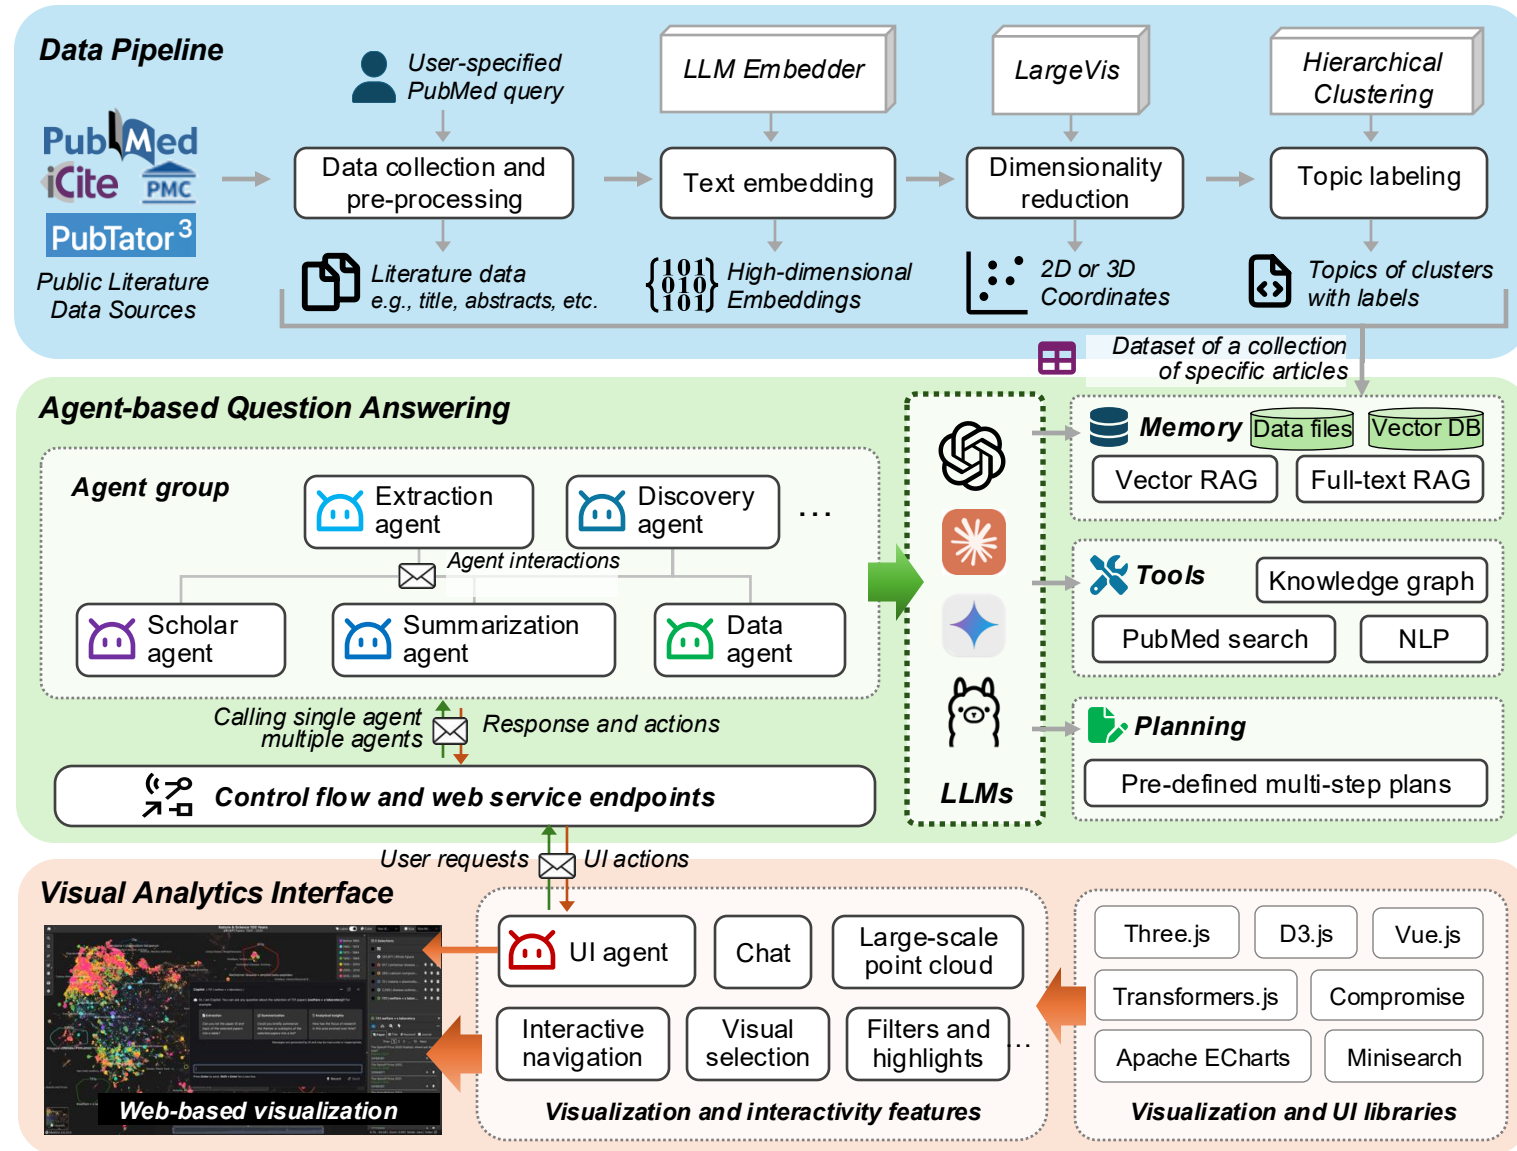 Data Pipeline
User-specified
PubMed query
LLM Embedder
LargeVis
Hierarchical
Clustering
PubMed
iCite
PMC
PubTator 3
Public Literature
Data Sources
Data collection and
pre-processing
Text embedding
Dimensionality
reduction
Topic labeling
Literature data
e.g., title, abstracts, etc.
{101
010
101}
High-dimensional
Embeddings
2D or 3D
Coordinates
Topics of clusters
with labels
Dataset of a collection
of specific articles
Agent-based Question Answering
Agent group
Extraction
agent
Discovery
agent
...
Agent interactions
Scholar
agent
Summarization
agent
Data
agent
Calling single agent
multiple agents
Response and actions
Control flow and web service endpoints
LLMs
Memory
Data files
Vector DB
Vector RAG
Full-text RAG
Tools
Knowledge graph
PubMed search
NLP
Planning
Pre-defined multi-step plans
User requests
UI actions
Visual Analytics Interface
Web-based visualization
UI agent
Chat
Large-scale
point cloud
Interactive
navigation
Visual
selection
Filters and
highlights
...
Visualization and interactivity features
Three.js
D3.js
Vue.js
Transformers.js
Compromise
Apache ECharts
Minisearch
Visualization and UI libraries